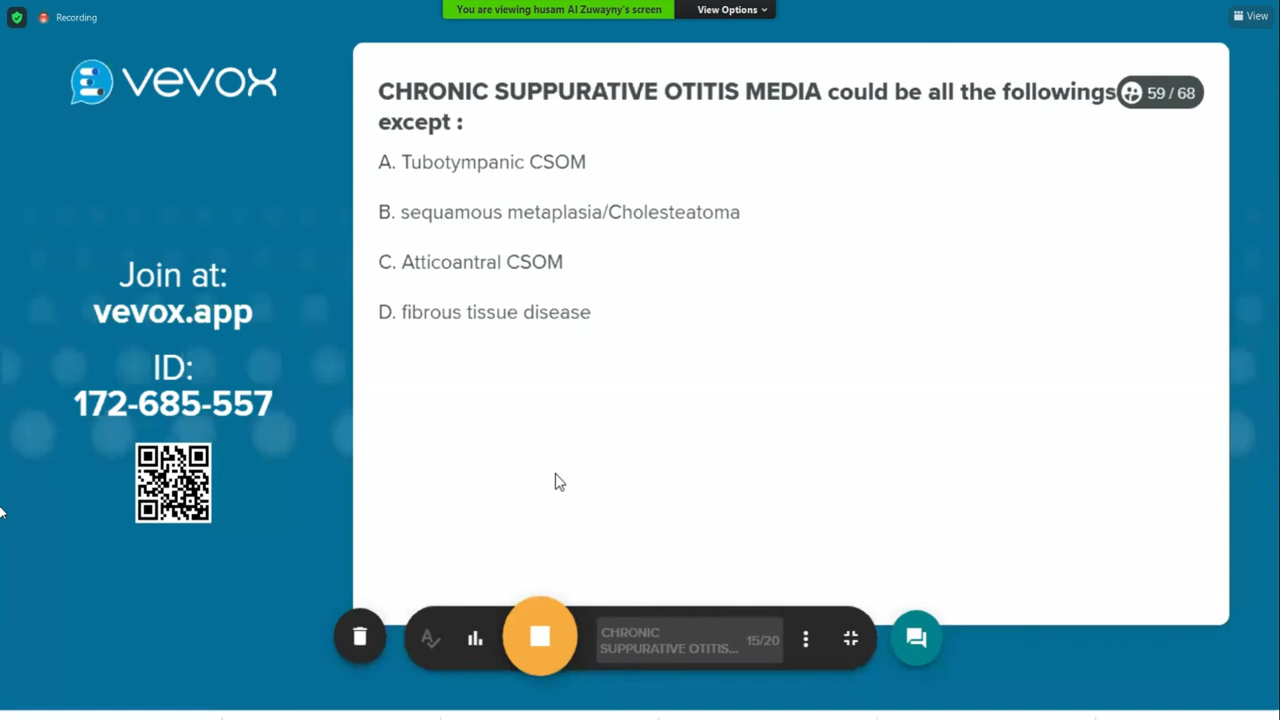 Recording
You are viewing husam Al Zuwayny's screen
View Options
View
vevox
CHRONIC SUPPURATIVE OTITIS MEDIA could be all the followings
except :
59 / 68
A. Tubotympanic CSOM
B. sequamous metaplasia/Cholesteatoma
C. Atticoantral CSOM
D. fibrous tissue disease
Join at:
vevox.app
ID:
172-685-557
CHRONIC
SUPPURATIVE OTITIS...
15/20